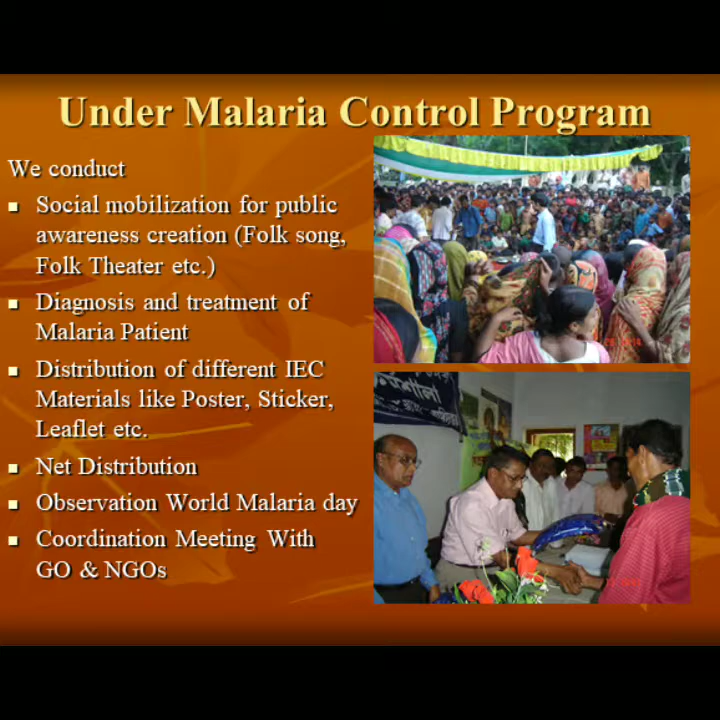 Under Malaria Control Program
We conduct
Social mobilization for public
awareness creation (Folk song,
Folk Theater etc.)
Diagnosis and treatment of
Malaria Patient
Distribution of different IEC
Materials like Poster, Sticker,
Leaflet etc.
Net Distribution
Observation World Malaria day
Coordination Meeting With
GO & NGOs